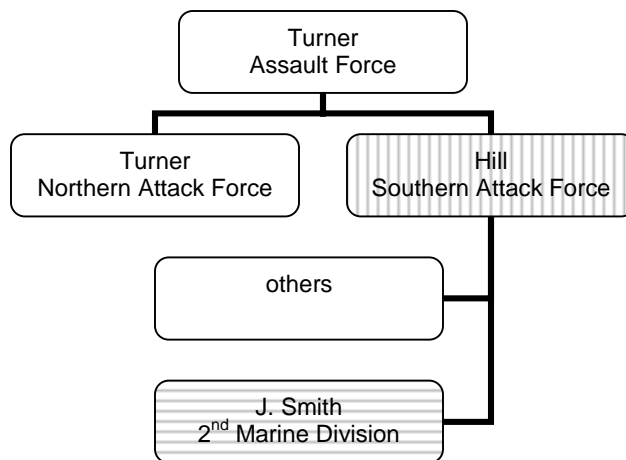 Turner
Assault Force
Turner
Northern Attack Force
Hill
Southern Attack Force
others
J. Smith
2nd Marine Division